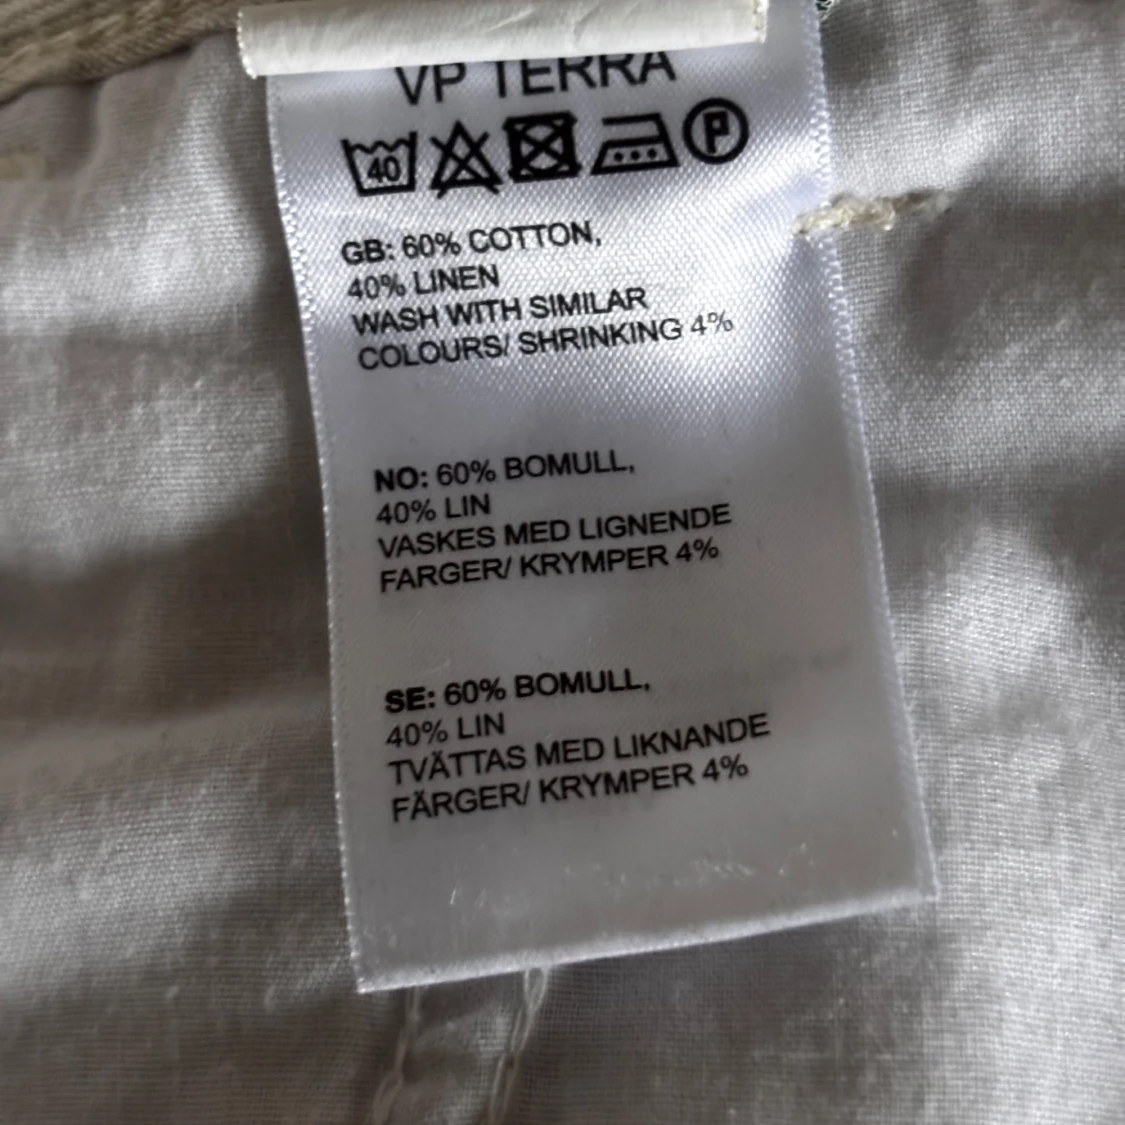 VP TERRA
40 P
GB: 60% COTTON,
40% LINEN
WASH WITH SIMILAR
COLOURS/ SHRINKING 4%
NO: 60% BOMULL,
40% LIN
VASKES MED LIGNENDE
FARGER/ KRYMPER 4%
SE: 60% BOMULL,
40% LIN
TVÄTTAS MED LIKNANDE
FÄRGER/ KRYMPER 4%